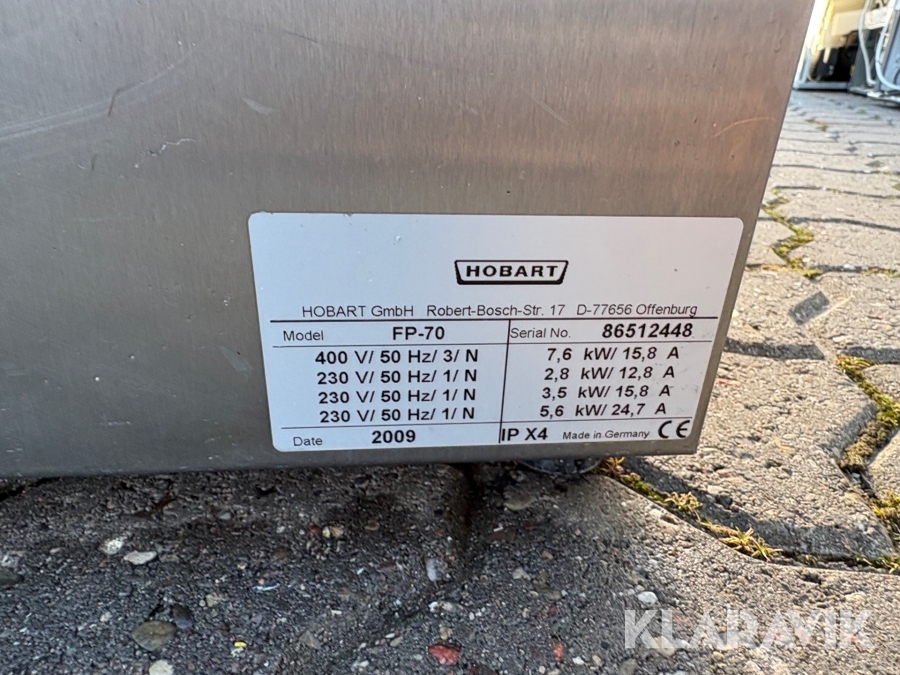 HOBART
HOBART GmbH Robert-Bosch-Str. 17 D-77656 Offenburg
Model FP-70 Serial No. 86512448
400 V/ 50 Hz/ 3/ N 7,6 kW/ 15,8 A
230 V/ 50 Hz/ 1/ N 2,8 kW/ 12,8 A
230 V/ 50 Hz/ 1/ N 3,5 kW/ 15,8 A
230 V/ 50 Hz/ 1/ N 5,6 kW/ 24,7 A
Date 2009 IP X4 Made in Germany CE
KLARAVIK